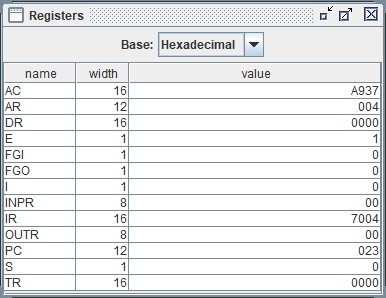 Registers
Base: Hexadecimal
name width value
AC 16 A937
AR 12 004
DR 16 0000
E 1 1
FGI 1 0
FGO 1 0
I 1 0
INPR 8 00
IR 16 7004
OUTR 8 00
PC 12 023
S 1 0
TR 16 0000